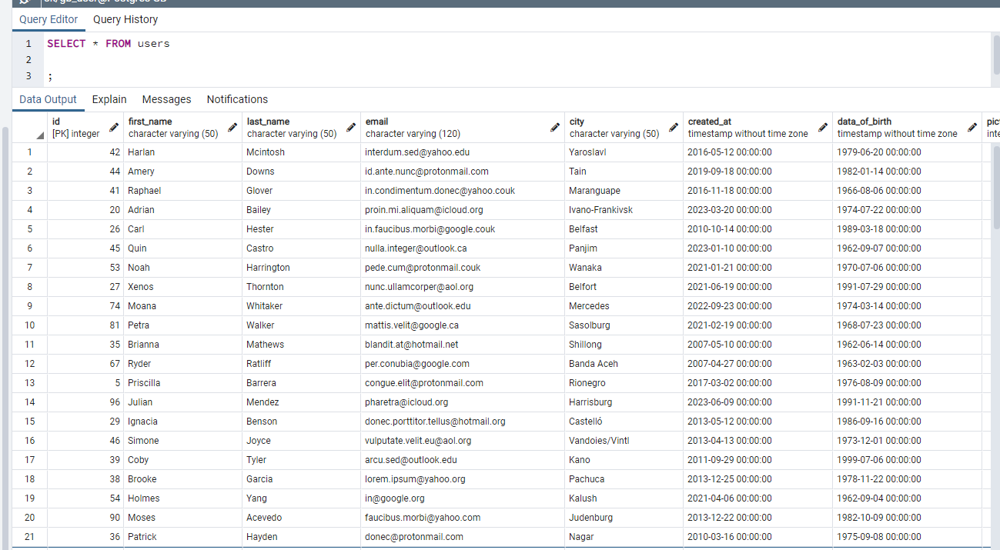 Query Editor Query History
1 SELECT * FROM users
2
3 ;
Data Output Explain Messages Notifications
id first_name last_name email city created_at data_of_birth
[PK] integer character varying (50) character varying (50) character varying (120) character varying (50) timestamp without time zone timestamp without time zone
1 42 Harlan Mcintosh interdum.sed@yahoo.edu Yaroslavl 2016-05-12 00:00:00 1979-06-20 00:00:00
2 44 Amery Downs id.ante.nunc@protonmail.com Tain 2019-09-18 00:00:00 1982-01-14 00:00:00
3 41 Raphael Glover in.condimentum.donec@yahoo.couk Maranguape 2016-11-18 00:00:00 1966-08-06 00:00:00
4 20 Adrian Bailey proin.mi.aliquam@icloud.org Ivano-Frankivsk 2023-03-20 00:00:00 1974-07-22 00:00:00
5 26 Carl Hester in.faucibus.morbi@google.couk Belfast 2010-10-14 00:00:00 1989-03-18 00:00:00
6 45 Quin Castro nulla.integer@outlook.ca Panjim 2023-01-10 00:00:00 1962-09-07 00:00:00
7 53 Noah Harrington pede.cum@protonmail.couk Wanaka 2021-01-21 00:00:00 1970-07-06 00:00:00
8 27 Xenos Thornton nunc.ullamcorper@aol.org Belfort 2021-06-19 00:00:00 1991-07-29 00:00:00
9 74 Moana Whitaker ante.dictum@outlook.edu Mercedes 2022-09-23 00:00:00 1974-03-14 00:00:00
10 81 Petra Walker mattis.velit@google.ca Sasolburg 2021-02-19 00:00:00 1968-07-23 00:00:00
11 35 Brianna Mathews blandit.at@hotmail.net Shillong 2007-05-10 00:00:00 1962-06-14 00:00:00
12 67 Ryder Ratliff per.conubia@google.com Banda Aceh 2007-04-27 00:00:00 1963-02-03 00:00:00
13 5 Priscilla Barrera congue.elit@protonmail.com Rionegro 2017-03-02 00:00:00 1976-08-09 00:00:00
14 96 Julian Mendez pharetra@icloud.org Harrisburg 2023-06-09 00:00:00 1991-11-21 00:00:00
15 29 Ignacia Benson donec.porttitor.tellus@hotmail.org Castelló 2013-05-12 00:00:00 1986-09-16 00:00:00
16 46 Simone Joyce vulputate.velit.eu@aol.org Vandoies/Vintl 2013-04-13 00:00:00 1973-12-01 00:00:00
17 39 Coby Tyler arcu.sed@outlook.edu Kano 2011-09-29 00:00:00 1999-07-06 00:00:00
18 38 Brooke Garcia lorem.ipsum@yahoo.org Pachuca 2013-12-25 00:00:00 1978-11-22 00:00:00
19 54 Holmes Yang in@google.org Kalush 2021-04-06 00:00:00 1962-09-04 00:00:00
20 90 Moses Acevedo faucibus.morbi@yahoo.com Judenburg 2013-12-22 00:00:00 1982-10-09 00:00:00
21 36 Patrick Hayden donec@protonmail.com Nagar 2010-03-16 00:00:00 1975-09-08 00:00:00